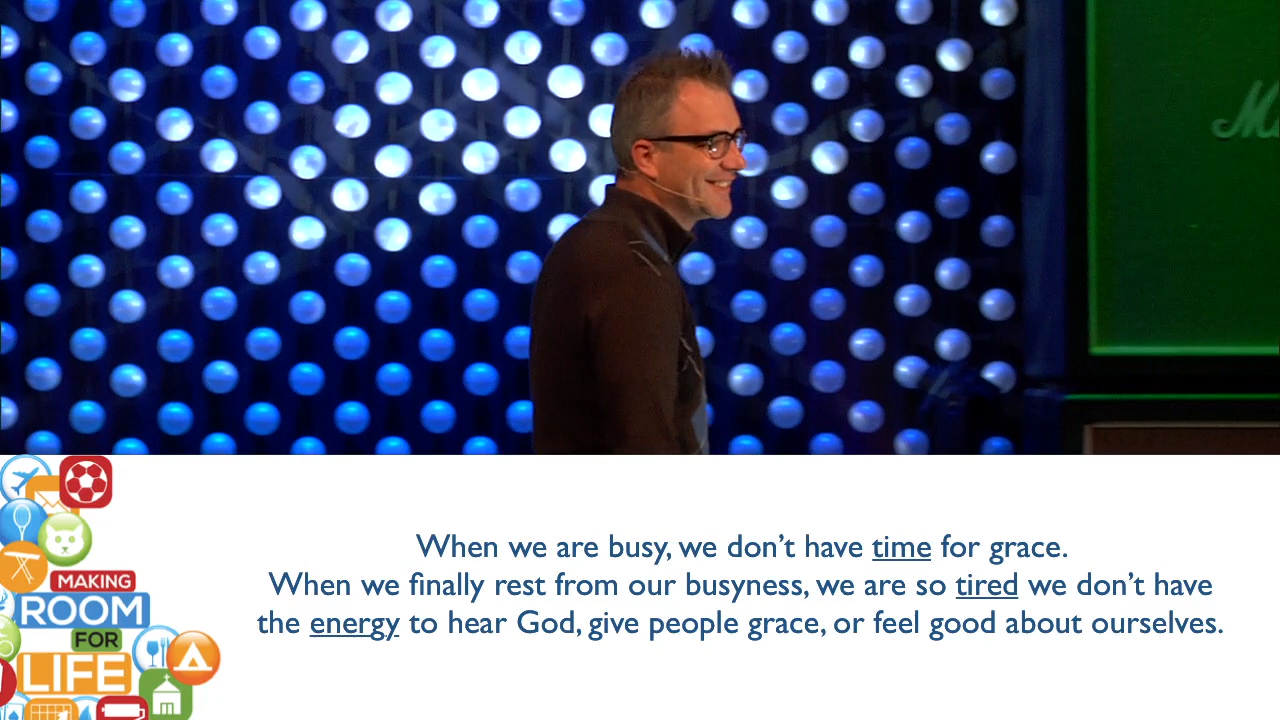 When we are busy, we don't have time for grace.
When we finally rest from our busyness, we are so tired we don't have
the energy to hear God, give people grace, or feel good about ourselves.
MAKING
ROOM
FOR
LIFE